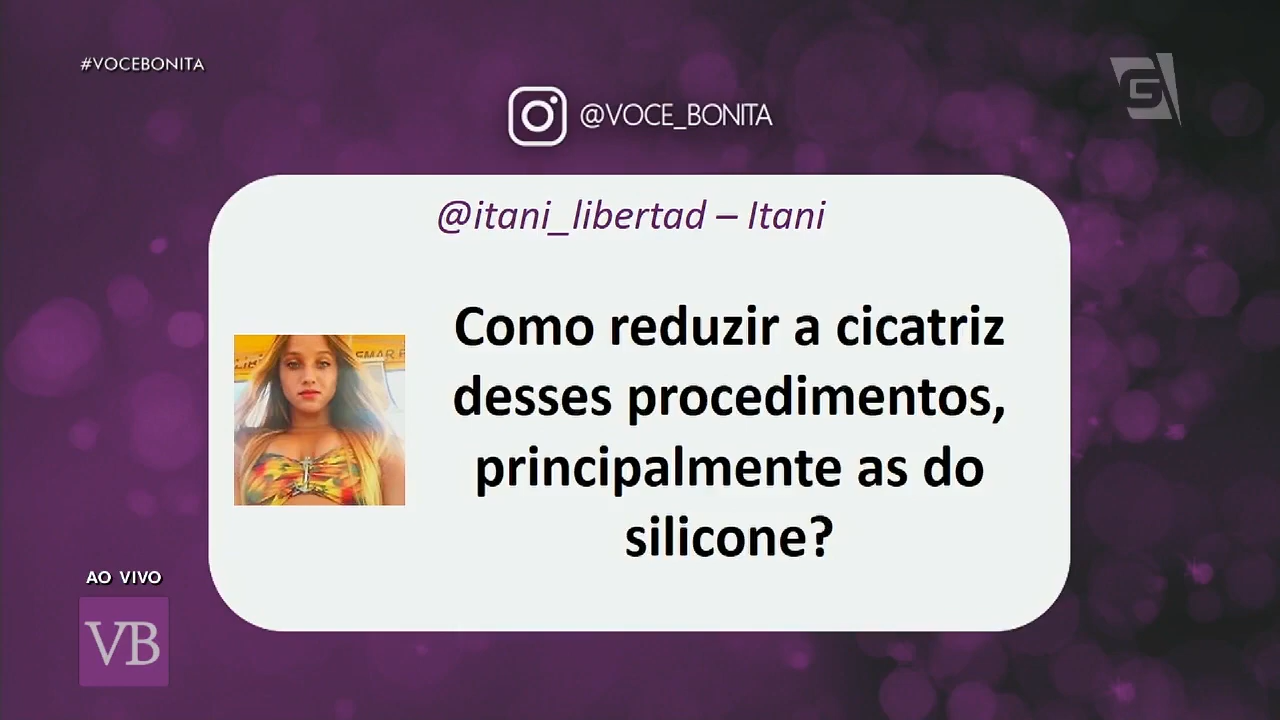 #VOCEBONITA
@VOCE_BONITA
@itani_libertad – Itani
Como reduzir a cicatriz
desses procedimentos,
principalmente as do
silicone?
AO VIVO
VB